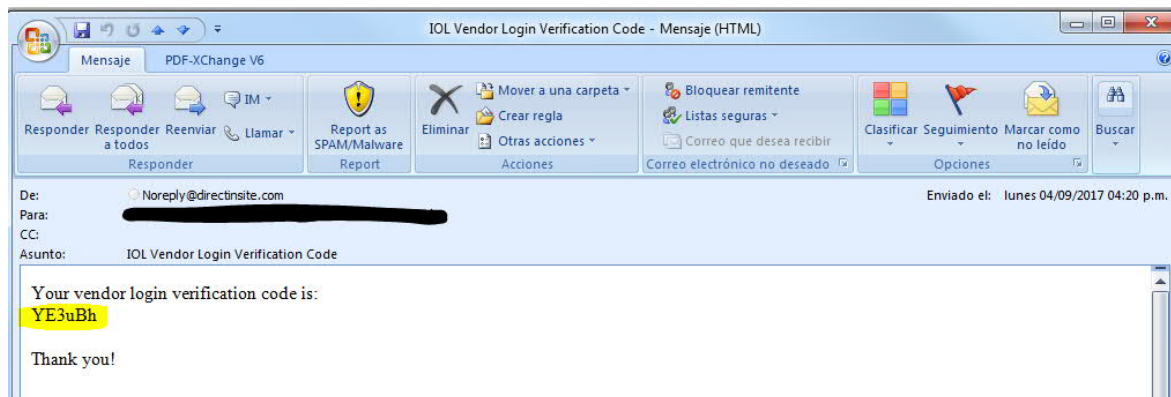 IOL Vendor Login Verification Code - Mensaje (HTML)
Mensaje PDF-XChange V6
Responder Responder a todos Reenviar IM Llamar
Responder
Report as SPAM/Malware
Report
Eliminar
Mover a una carpeta
Crear regla
Otras acciones
Acciones
Bloquear remitente
Listas seguras
Correo que desea recibir
Correo electrónico no deseado
Clasificar Seguimiento Marcar como no leído
Opciones
Buscar
De: Noreply@directinsite.com Enviado el: lunes 04/09/2017 04:20 p.m.
Para:
CC:
Asunto: IOL Vendor Login Verification Code
Your vendor login verification code is:
YE3uBh
Thank you!